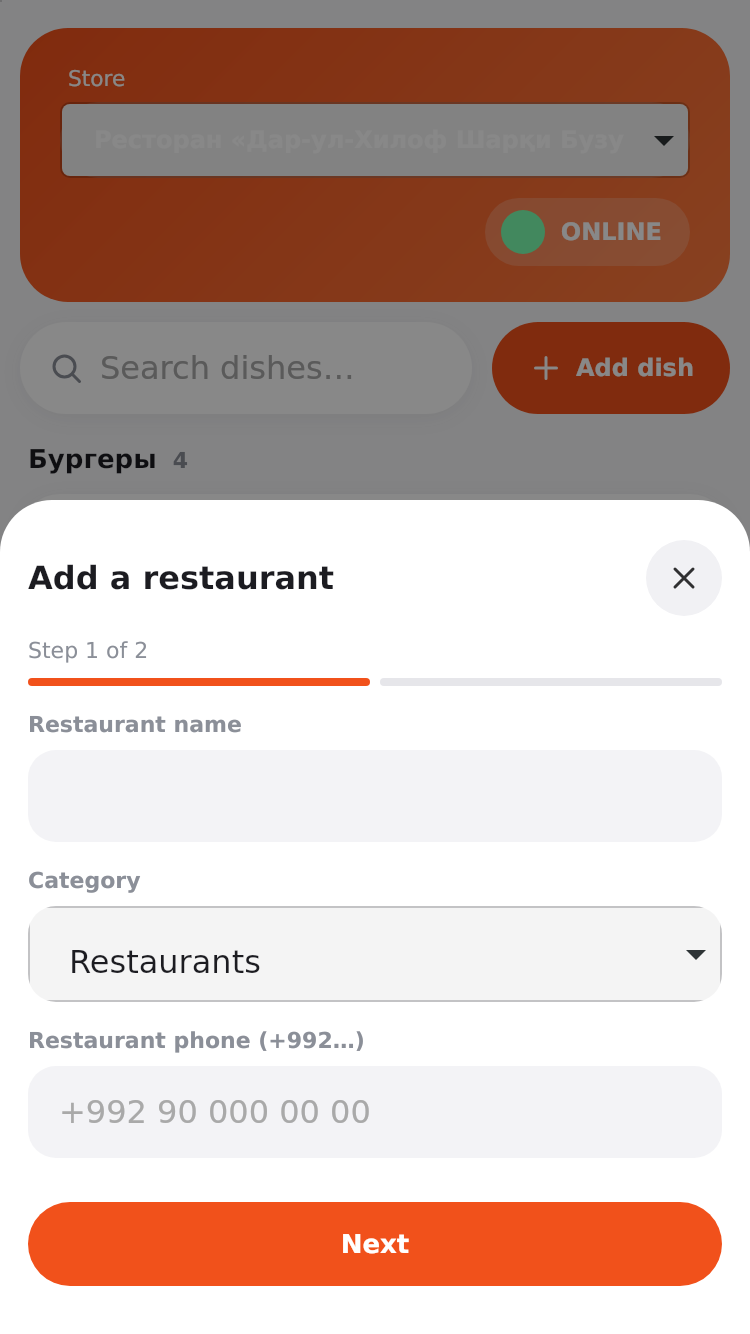 Store
Ресторан «Дар-ул-Хилоф Шарқи Бузу
ONLINE
Search dishes…
Add dish
Бургеры 4
Add a restaurant
Step 1 of 2
Restaurant name
Category
Restaurants
Restaurant phone (+992…)
+992 90 000 00 00
Next